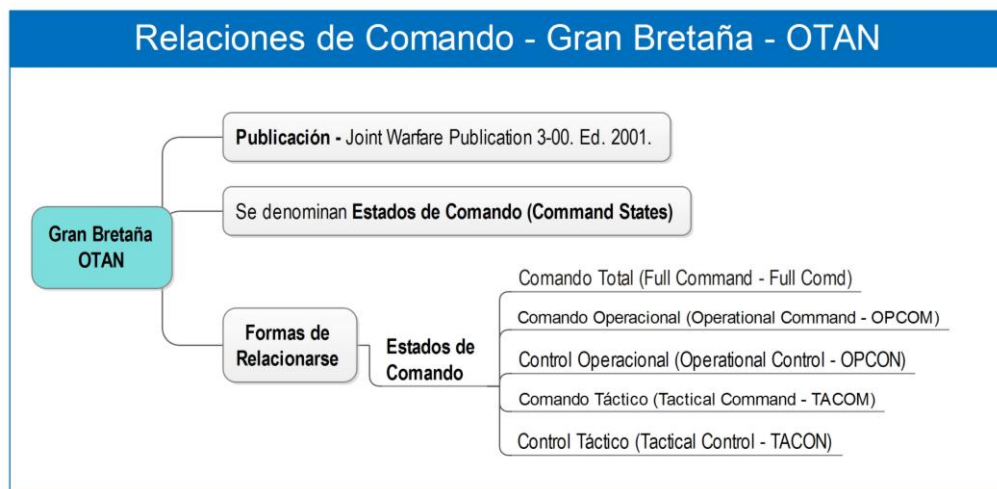 Relaciones de Comando - Gran Bretaña - OTAN
Publicación - Joint Warfare Publication 3-00. Ed. 2001.
Se denominan Estados de Comando (Command States)
Gran Bretaña
OTAN
Formas de
Relacionarse
Estados de
Comando
Comando Total (Full Command - Full Comd)
Comando Operacional (Operational Command - OPCOM)
Control Operacional (Operational Control - OPCON)
Comando Táctico (Tactical Command - TACOM)
Control Táctico (Tactical Control - TACON)